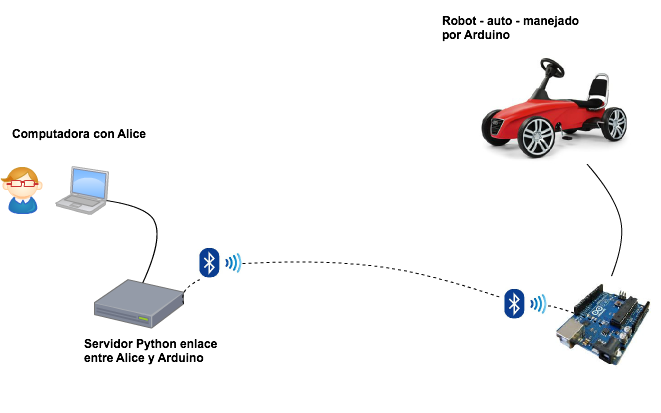 Robot - auto - manejado
por Arduino
Computadora con Alice
Servidor Python enlace
entre Alice y Arduino